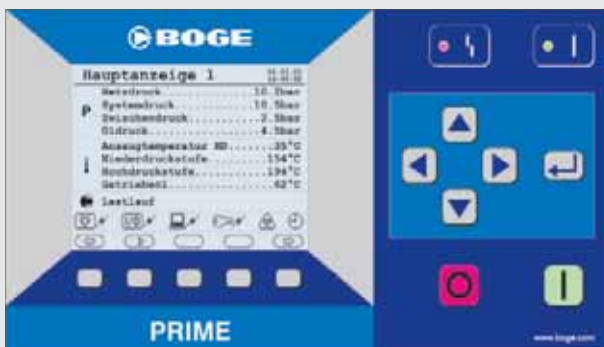 BOGE
Hauptanzeige 1
Netzdruck..............10.2bar
Systemdruck............10.5bar
Zwischendruck...........2.5bar
Öldruck.................4.5bar
P
Ansaugtemperatur ND......35°C
Niederdruckstufe........154°C
Hochdruckstufe..........194°C
Getriebeöl...............62°C
Lastlauf
PRIME
www.boge.com